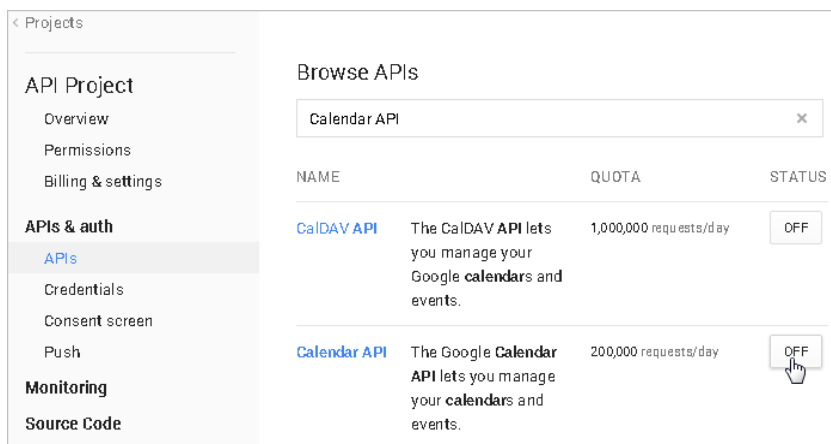 < Projects
API Project
Overview
Permissions
Billing & settings
APIs & auth
APIs
Credentials
Consent screen
Push
Monitoring
Source Code
Browse APIs
Calendar API ×
NAME QUOTA STATUS
CalDAV API The CalDAV API lets 1,000,000 requests/day OFF
you manage your
Google calendars and
events.
Calendar API The Google Calendar 200,000 requests/day OFF
API lets you manage
your calendars and
events.